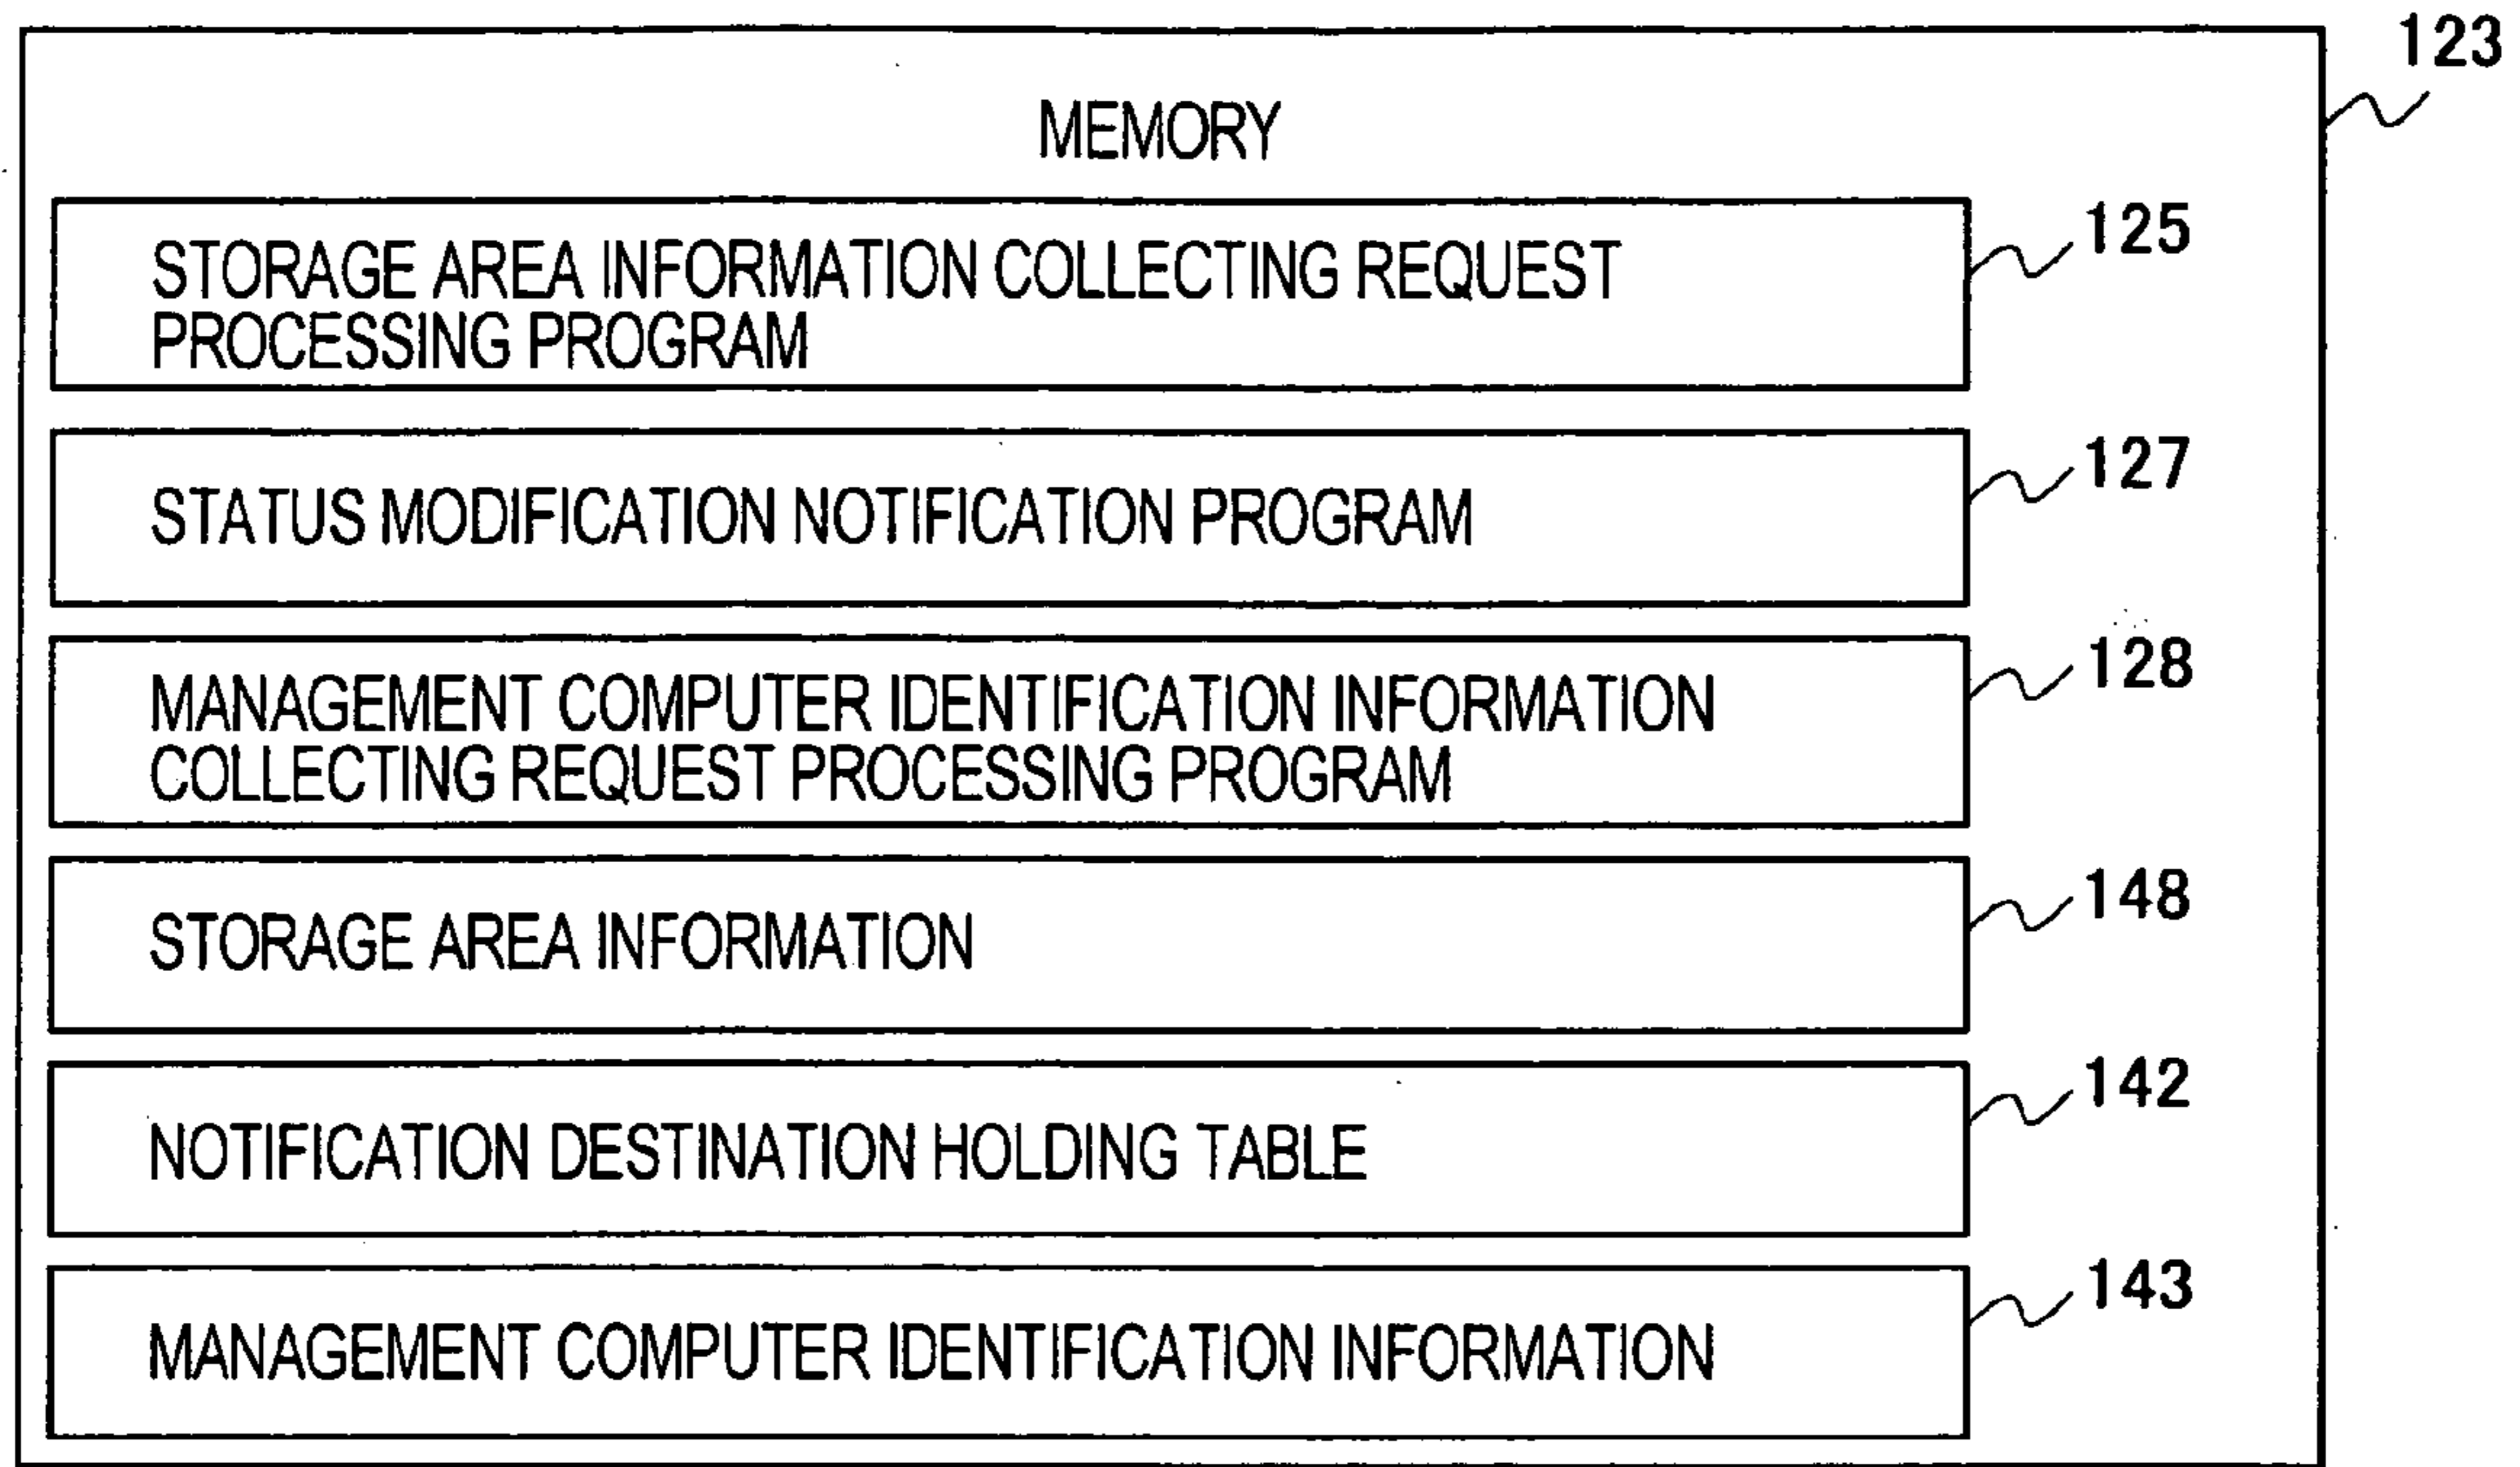 123
MEMORY
STORAGE AREA INFORMATION COLLECTING REQUEST
PROCESSING PROGRAM
125
STATUS MODIFICATION NOTIFICATION PROGRAM
127
MANAGEMENT COMPUTER IDENTIFICATION INFORMATION
COLLECTING REQUEST PROCESSING PROGRAM
128
STORAGE AREA INFORMATION
148
NOTIFICATION DESTINATION HOLDING TABLE
142
MANAGEMENT COMPUTER IDENTIFICATION INFORMATION
143